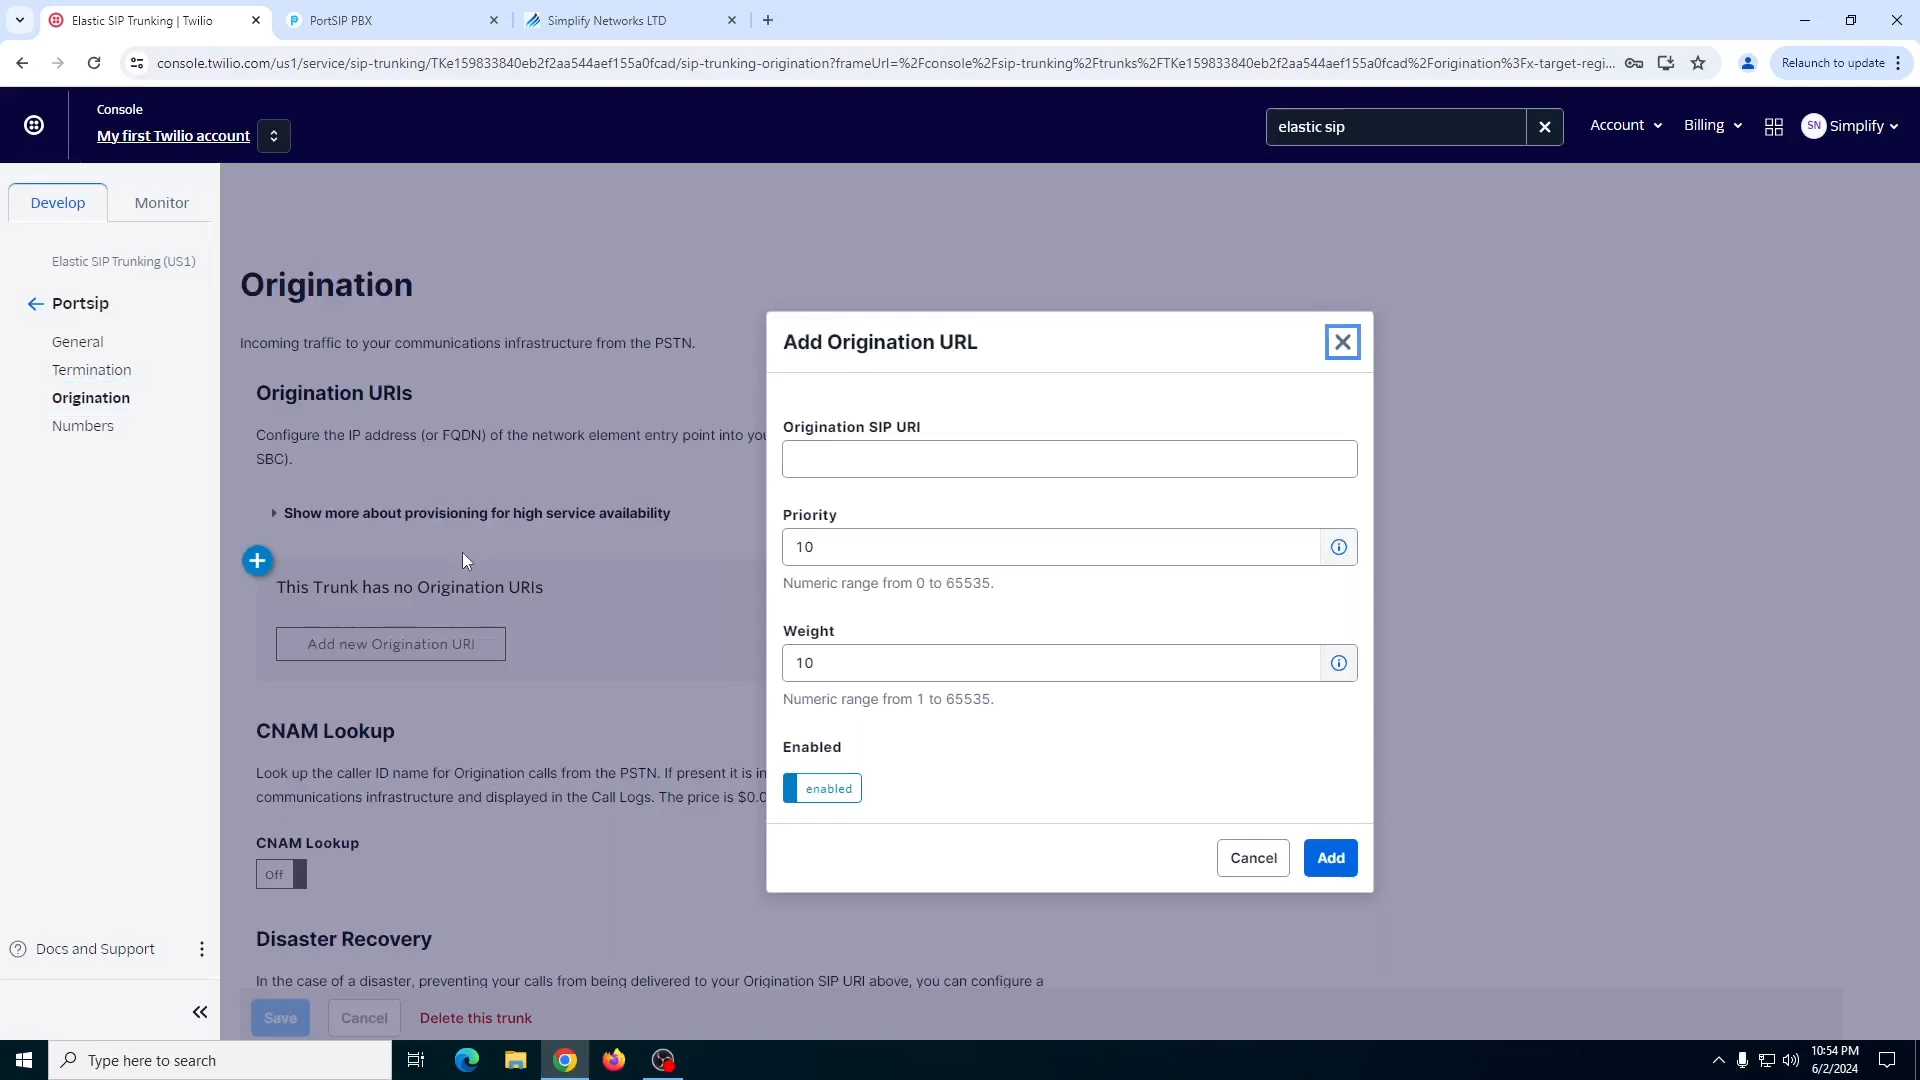 Elastic SIP Trunking | Twilio
PortSIP PBX
Simplify Networks LTD
console.twilio.com/us1/service/sip-trunking/TKe159833840eb2f2aa544aef155a0fcad/sip-trunking-origination?frameUrl=%2Fconsole%2Fsip-trunking%2Ftrunks%2FTKe159833840eb2f2aa544aef155a0fcad%2Forigination%3Fx-target-regi...
Relaunch to update
Console
My first Twilio account
elastic sip
Account
Billing
SN
Simplify
Develop
Monitor
Elastic SIP Trunking (US1)
Portsip
General
Termination
Origination
Numbers
Docs and Support
Origination
Incoming traffic to your communications infrastructure from the PSTN.
Origination URIs
Configure the IP address (or FQDN) of the network element entry point into you
SBC).
Show more about provisioning for high service availability
This Trunk has no Origination URIs
Add new Origination URI
CNAM Lookup
Look up the caller ID name for Origination calls from the PSTN. If present it is in
communications infrastructure and displayed in the Call Logs. The price is $0.0
CNAM Lookup
Off
Disaster Recovery
In the case of a disaster, preventing your calls from being delivered to your Origination SIP URI above, you can configure a
Save
Cancel
Delete this trunk
Add Origination URL
Origination SIP URI
Priority
10
Numeric range from 0 to 65535.
Weight
10
Numeric range from 1 to 65535.
Enabled
enabled
Cancel
Add
Type here to search
10:54 PM
6/2/2024